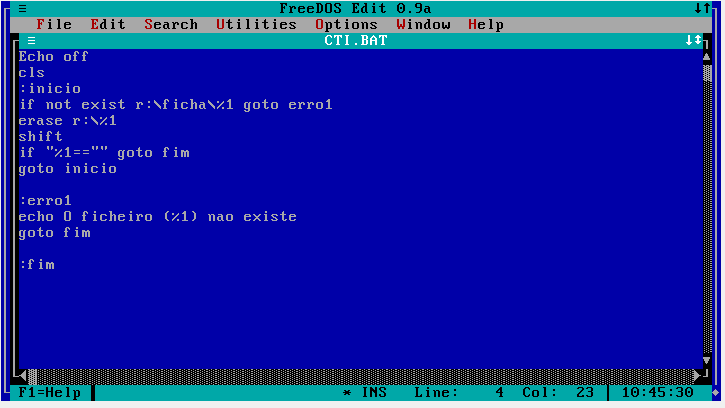 FreeDOS Edit 0.9a
File Edit Search Utilities Options Window Help
CTI.BAT
Echo off
cls
:inicio
if not exist r:\ficha\%1 goto erro1
erase r:\%1
shift
if "%1=="" goto fim
goto inicio
:erro1
echo O ficheiro (%1) nao existe
goto fim
:fim
F1=Help * INS Line: 4 Col: 23 10:45:30